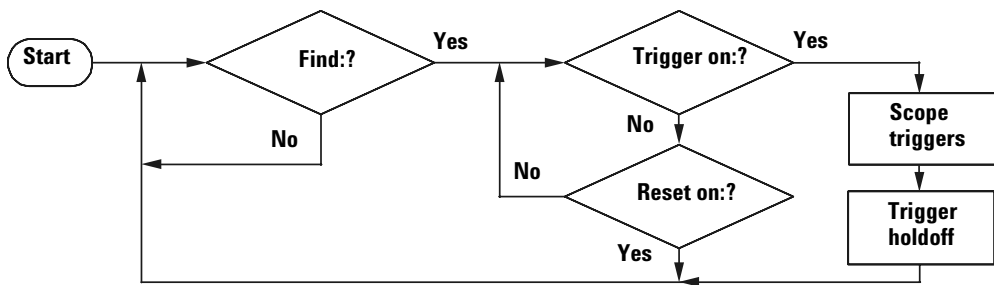 Start
Find:?
Yes
No
Trigger on:?
Yes
No
Scope
triggers
Reset on:?
No
Yes
Trigger
holdoff